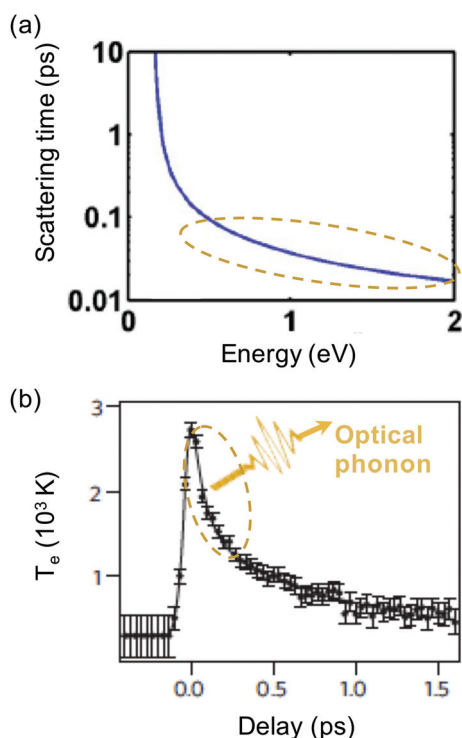 (a)
Scattering time (ps)
10
1
0.1
0.01
0
1
2
Energy (eV)
(b)
Tₑ (10³ K)
3
2
1
Optical
phonon
0.0
0.5
1.0
1.5
Delay (ps)